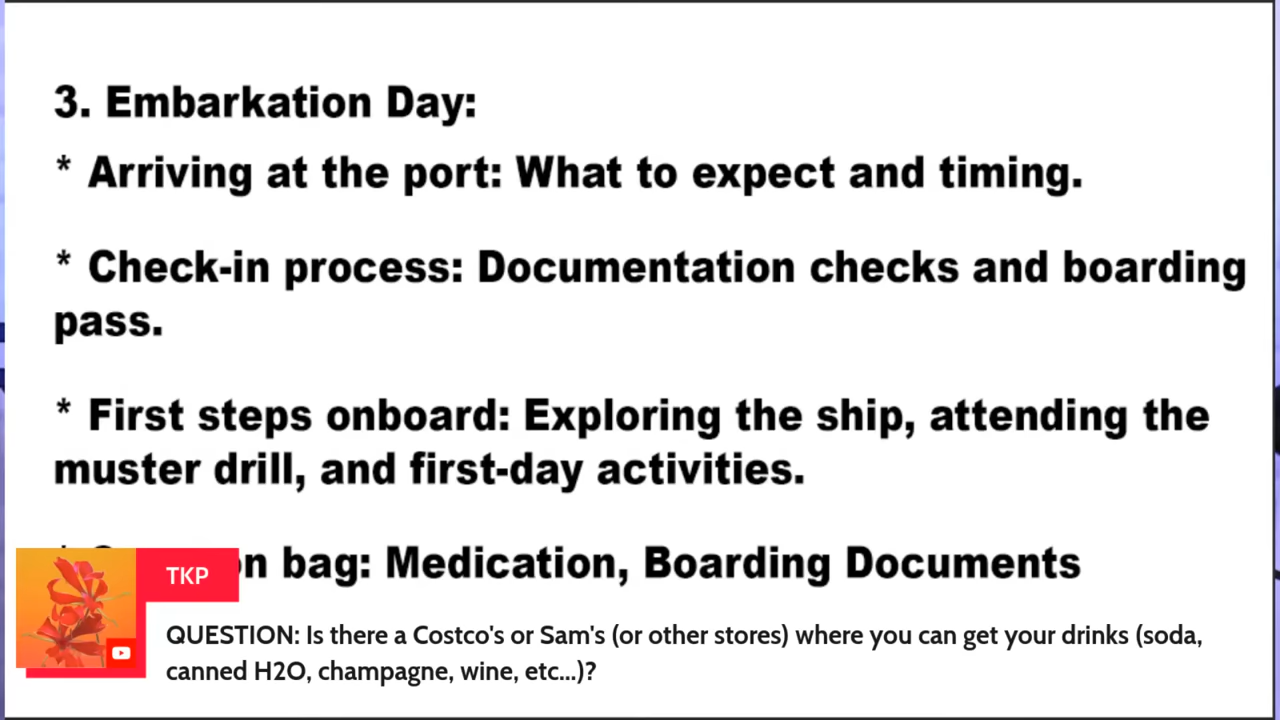 3. Embarkation Day:
* Arriving at the port: What to expect and timing.
* Check-in process: Documentation checks and boarding
pass.
* First steps onboard: Exploring the ship, attending the
muster drill, and first-day activities.
bag: Medication, Boarding Documents
TKP
QUESTION: Is there a Costco's or Sam's (or other stores) where you can get your drinks (soda,
canned H2O, champagne, wine, etc...)?